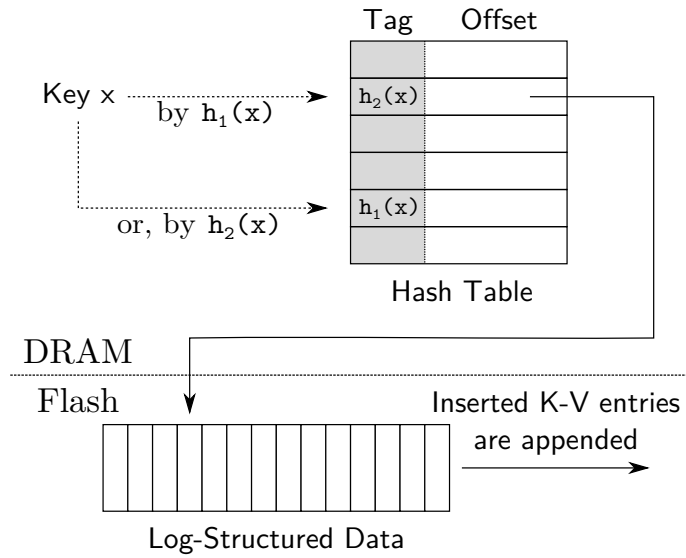 Tag Offset
Key x
by h₁(x)
h₂(x)
or, by h₂(x)
h₁(x)
Hash Table
DRAM
Flash
Inserted K-V entries
are appended
Log-Structured Data